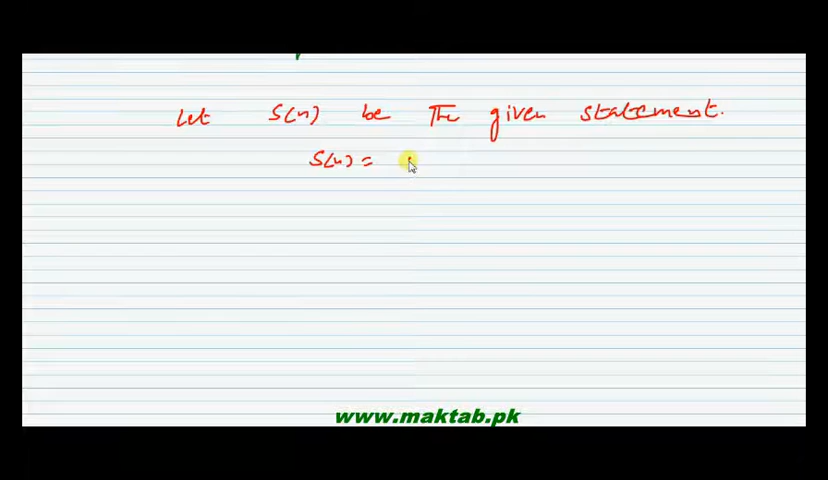 Let S(n) be The given statement.
S(n) =
www.maktab.pk